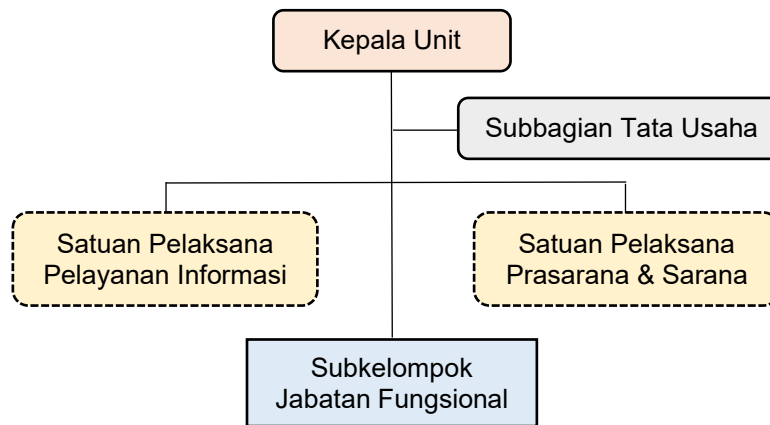 Kepala Unit
Subbagian Tata Usaha
Satuan Pelaksana
Pelayanan Informasi
Satuan Pelaksana
Prasarana & Sarana
Subkelompok
Jabatan Fungsional